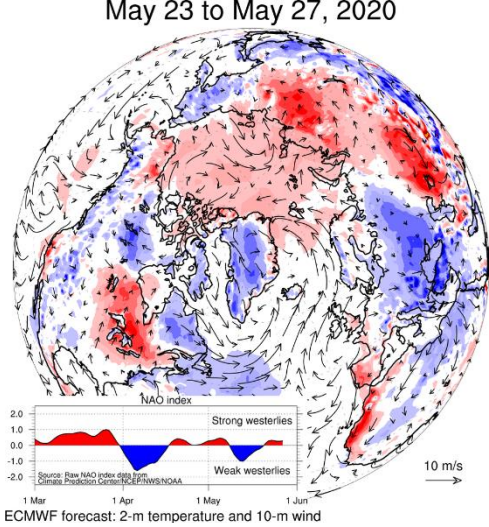 May 23 to May 27, 2020
NAO index
2.0
Strong westerlies
1.0
0.0
-1.0
Weak westerlies
-2.0
Source: Raw NAO index data from
Climate Prediction Center/NCEP/NWS/NOAA
1 Mar 1 Apr 1 May 1 Jun
10 m/s
ECMWF forecast: 2-m temperature and 10-m wind